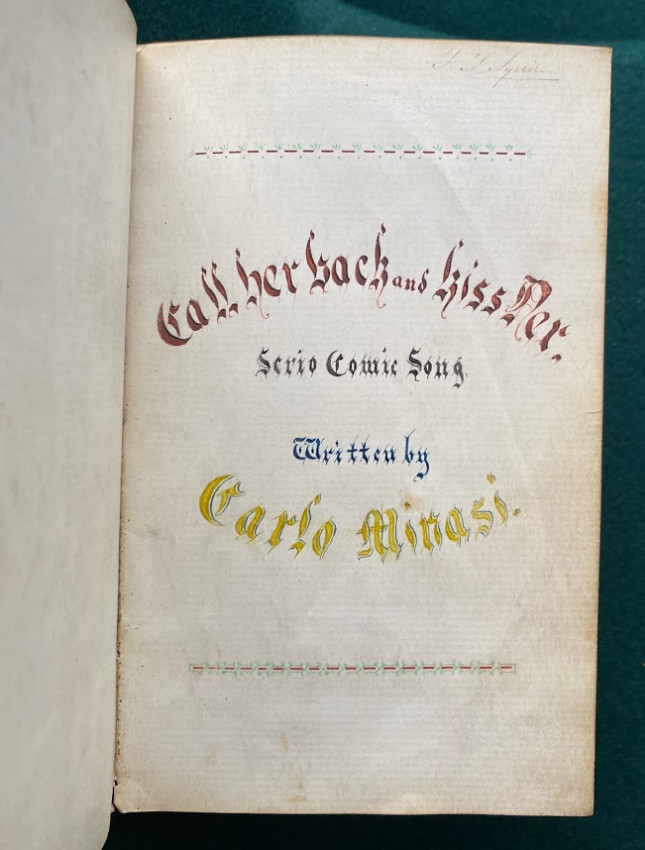 Call her back and kiss Her.
Serio Comic Song.
Written by
Carlo Minasi.